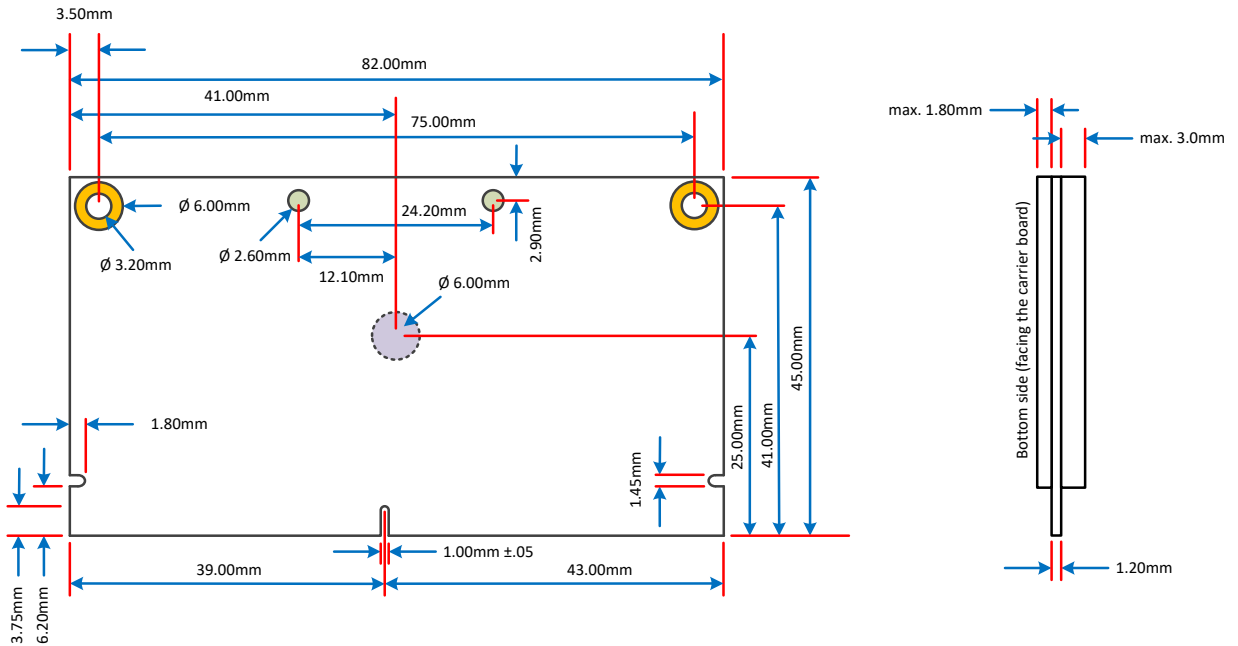 3.50mm
82.00mm
41.00mm
75.00mm
max. 1.80mm
max. 3.0mm
Ø 6.00mm
24.20mm
2.90mm
Ø 3.20mm
Ø 2.60mm
12.10mm
Ø 6.00mm
45.00mm
41.00mm
25.00mm
Bottom side (facing the carrier board)
1.80mm
1.45mm
1.00mm ±.05
39.00mm
43.00mm
1.20mm
3.75mm
6.20mm